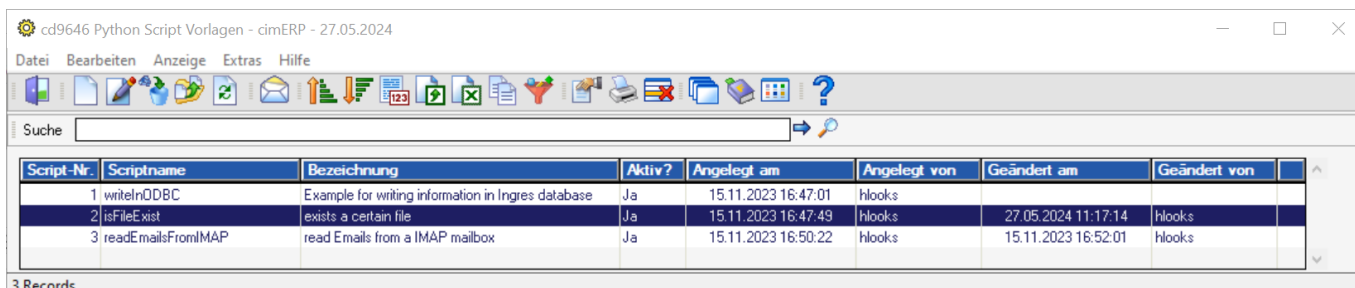 cd9646 Python Script Vorlagen - cimERP - 27.05.2024
Datei Bearbeiten Anzeige Extras Hilfe
123
Suche
Script-Nr. Scriptname Bezeichnung Aktiv? Angelegt am Angelegt von Geändert am Geändert von
1 writeInODBC Example for writing information in Ingres database Ja 15.11.2023 16:47:01 hlooks
2 isFileExist exists a certain file Ja 15.11.2023 16:47:49 hlooks 27.05.2024 11:17:14 hlooks
3 readEmailsFromIMAP read Emails from a IMAP mailbox Ja 15.11.2023 16:50:22 hlooks 15.11.2023 16:52:01 hlooks
3 Records